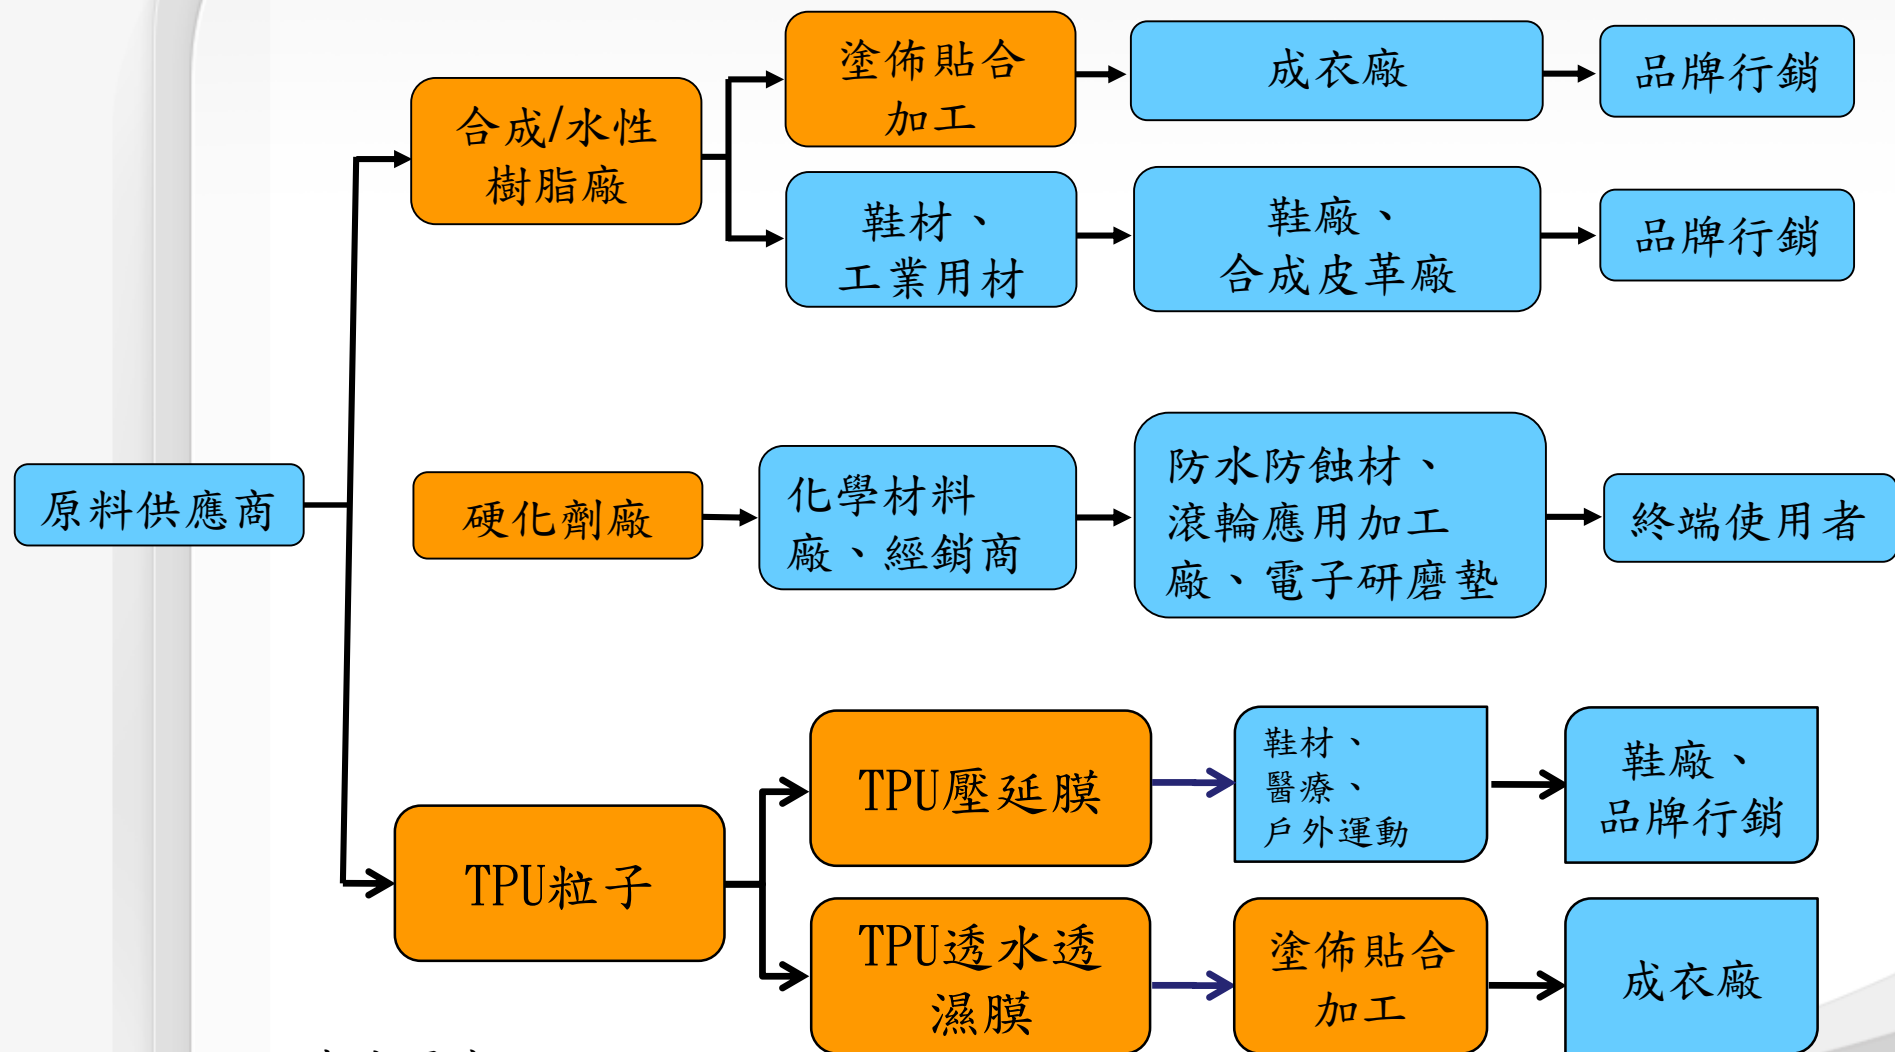 塗佈貼合
加工
成衣廠
品牌行銷
合成/水性
樹脂廠
鞋材、
工業用材
鞋廠、
合成皮革廠
品牌行銷
原料供應商
硬化劑廠
化學材料
廠、經銷商
防水防蝕材、
滾輪應用加工
廠、電子研磨墊
終端使用者
TPU粒子
TPU壓延膜
鞋材、
醫療、
戶外運動
鞋廠、
品牌行銷
TPU透水透
濕膜
塗佈貼合
加工
成衣廠